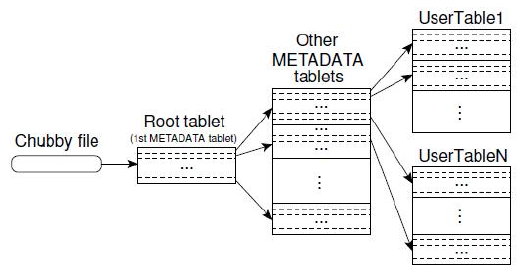 Chubby file
Root tablet
(1st METADATA tablet)
...
Other
METADATA
tablets
...
...
...
...
UserTable1
...
...
...
UserTableN
...
...
...